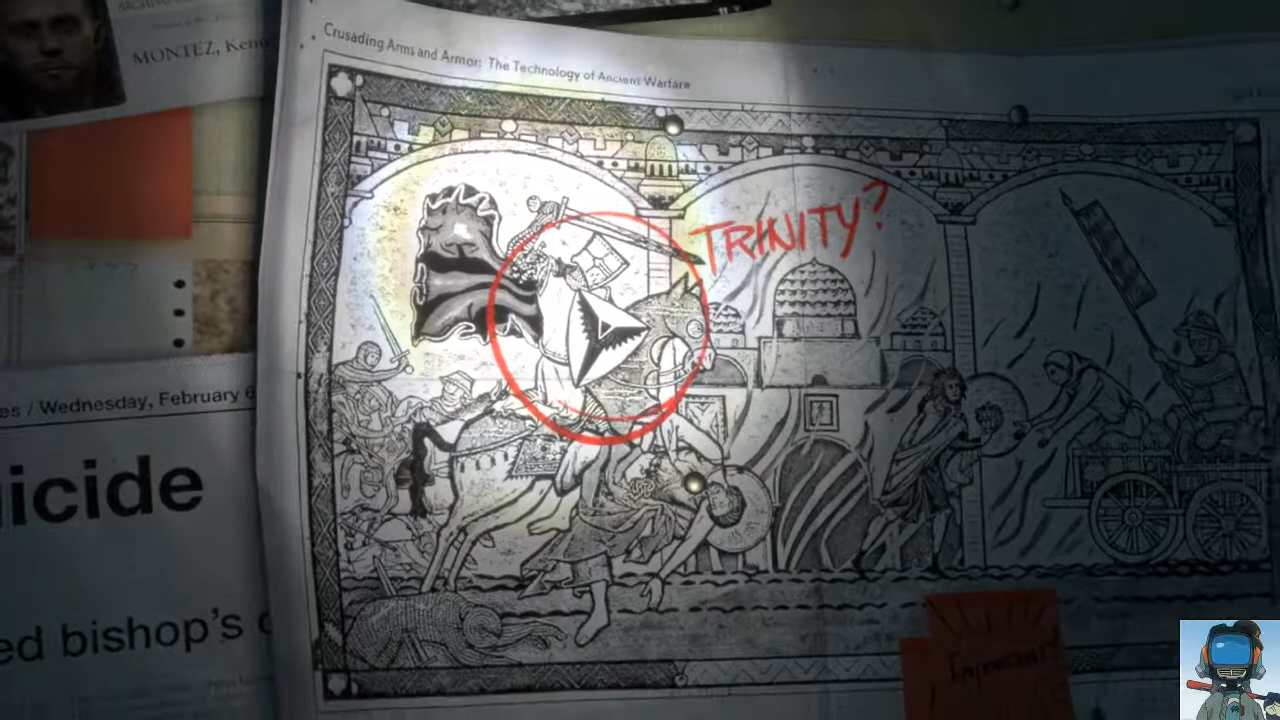 MONTEZ, Ken
Crusading Arms and Armor: The Technology of Ancient Warfare
TRINITY?
es / Wednesday, February 6
icide
ed bishop's